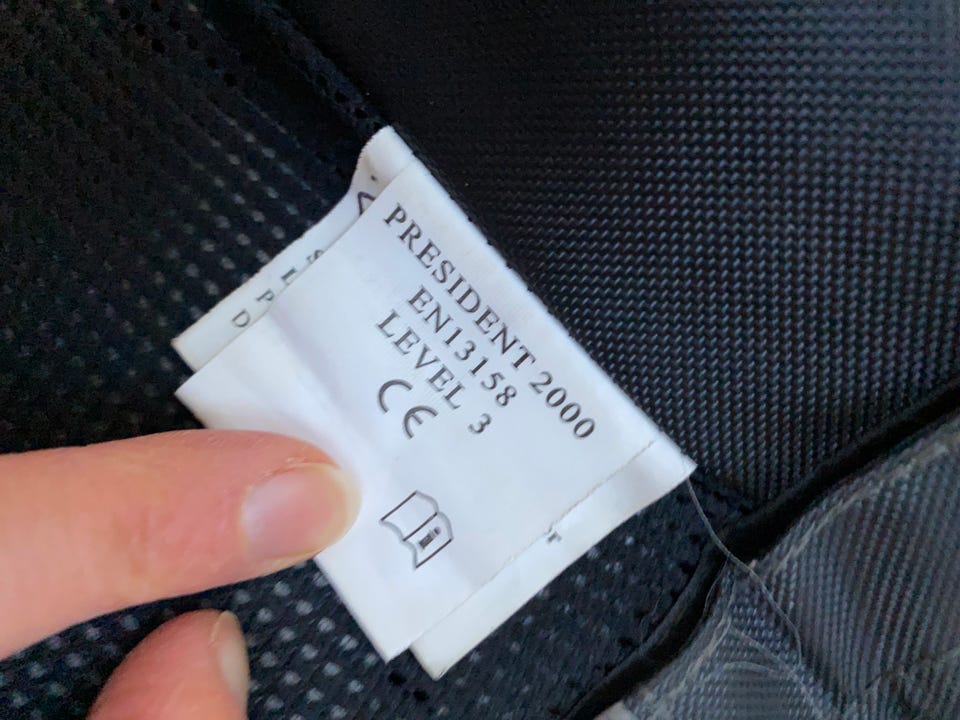 PRESIDENT 2000
EN13158
LEVEL 3
CE
i